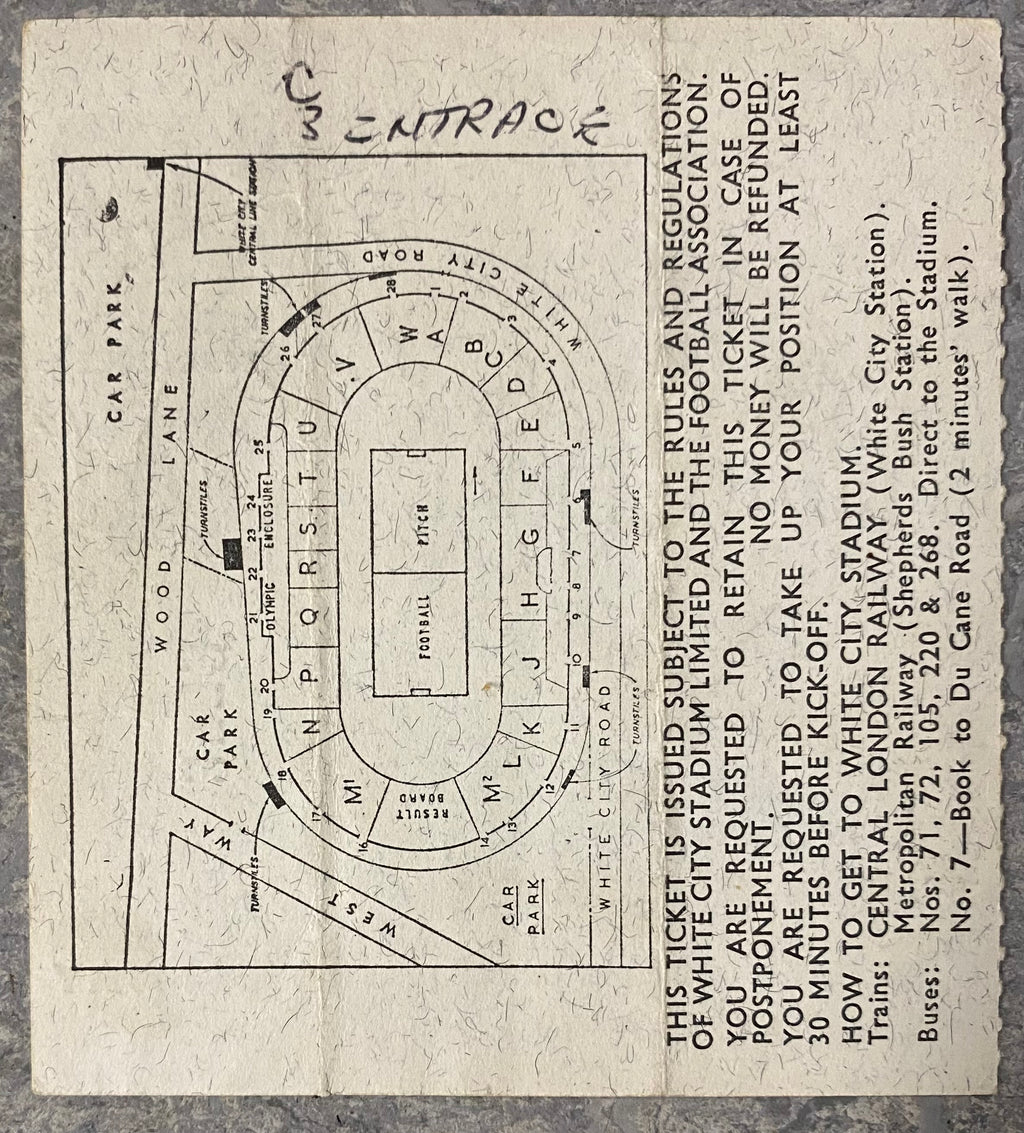 C
3 ENTRACE
CAR PARK
WHITE CITY
CENTRAL LINE STATION
WOOD LANE
TURNSTILES
TURNSTILES
CAR
PARK
TURNSTILES
WEST WAY
WHITE CITY ROAD
26
27
28
1
2
3
4
5
6
7
8
9
10
11
12
13
14
16
17
18
19
20
21
22
23
24
25
OLYMPIC ENCLOSURE
N P Q R S T U V W
A B C D E F G H J K L M² M¹
RESULT
BOARD
FOOTBALL PITCH
TURNSTILES
TURNSTILES
CAR
PARK
WHITE CITY ROAD
WHITE CITY ROAD
THIS TICKET IS ISSUED SUBJECT TO THE RULES AND REGULATIONS
OF WHITE CITY STADIUM LIMITED AND THE FOOTBALL ASSOCIATION.
YOU ARE REQUESTED TO RETAIN THIS TICKET IN CASE OF
POSTPONEMENT. NO MONEY WILL BE REFUNDED.
YOU ARE REQUESTED TO TAKE UP YOUR POSITION AT LEAST
30 MINUTES BEFORE KICK-OFF.
HOW TO GET TO WHITE CITY STADIUM.
Trains: CENTRAL LONDON RAILWAY (White City Station).
Metropolitan Railway (Shepherds Bush Station).
Buses: Nos. 71, 72, 105, 220 & 268. Direct to the Stadium.
No. 7—Book to Du Cane Road (2 minutes' walk).